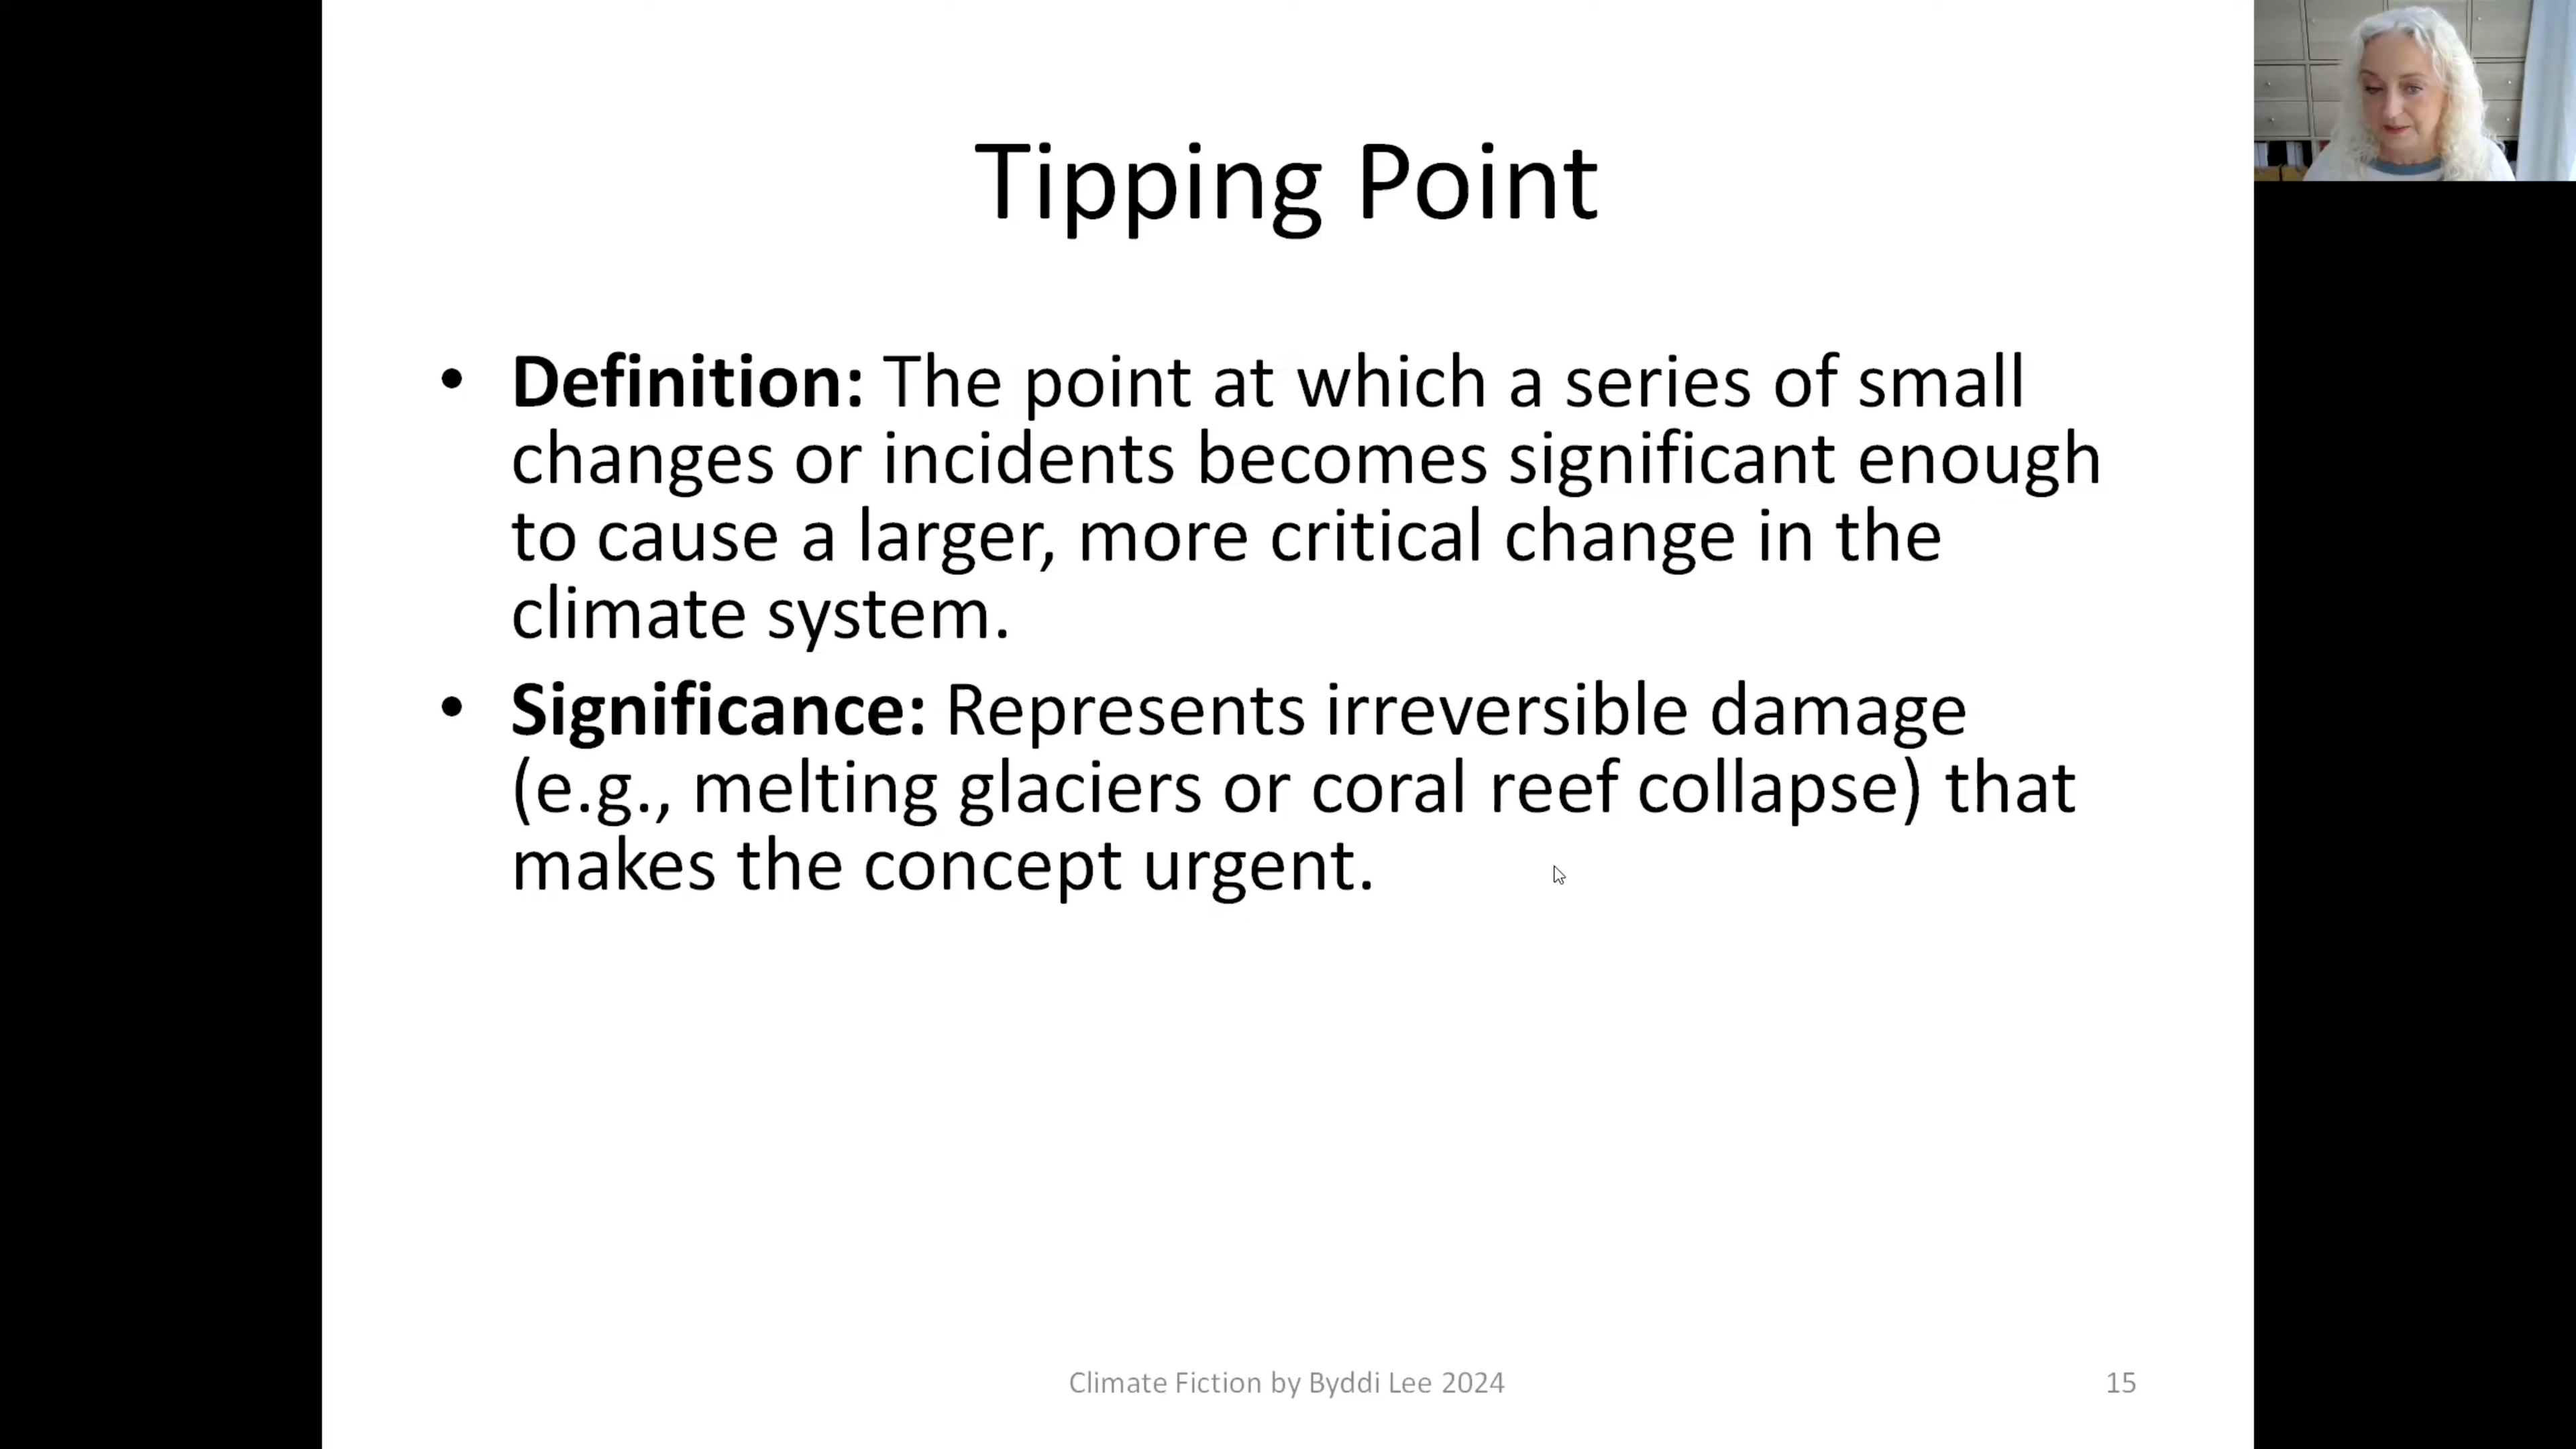 Tipping Point
• Definition: The point at which a series of small
changes or incidents becomes significant enough
to cause a larger, more critical change in the
climate system.
• Significance: Represents irreversible damage
(e.g., melting glaciers or coral reef collapse) that
makes the concept urgent.
Climate Fiction by Byddi Lee 2024
15